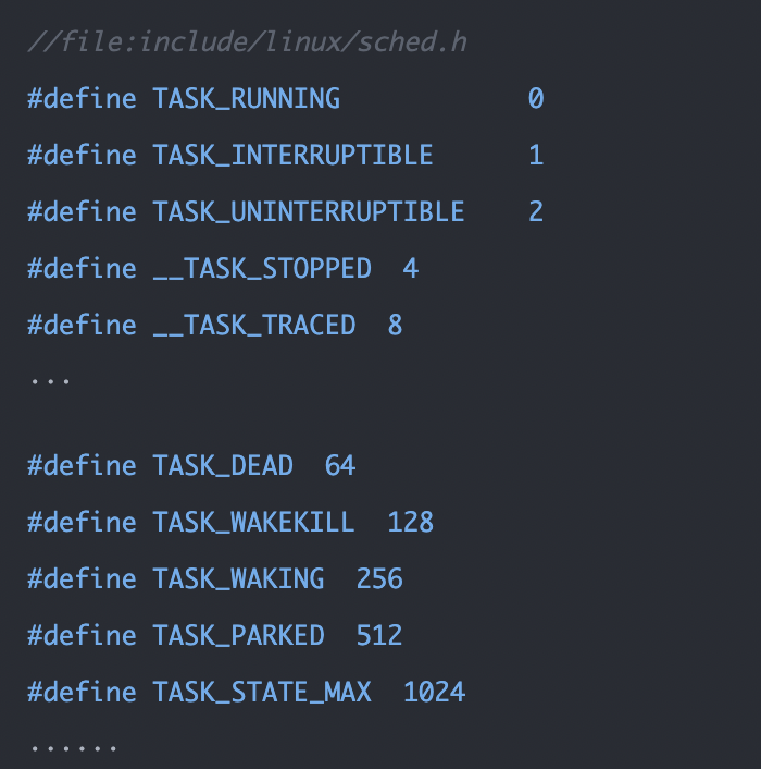 //file:include/linux/sched.h
#define TASK_RUNNING            0
#define TASK_INTERRUPTIBLE      1
#define TASK_UNINTERRUPTIBLE    2
#define __TASK_STOPPED  4
#define __TASK_TRACED  8
...
#define TASK_DEAD  64
#define TASK_WAKEKILL  128
#define TASK_WAKING  256
#define TASK_PARKED  512
#define TASK_STATE_MAX  1024
......